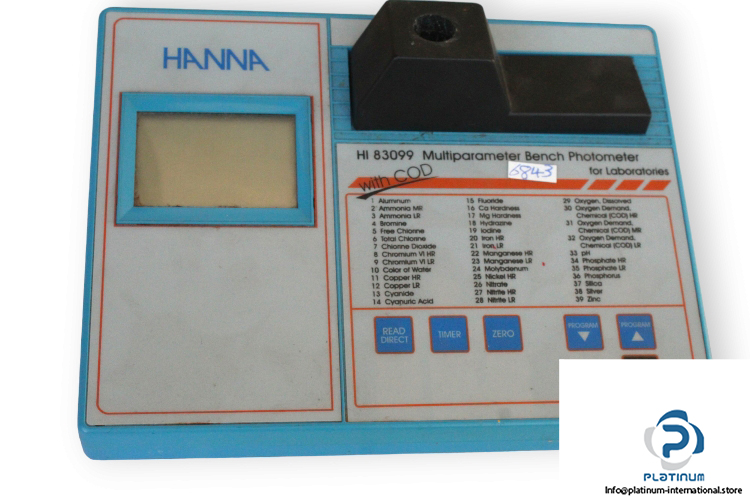 HANNA
HI 83099 Multiparameter Bench Photometer
6843
for Laboratories
with COD
1 Aluminum
2 Ammonia MR
3 Ammonia LR
4 Bromine
5 Free Chlorine
6 Total Chlorine
7 Chlorine Dioxide
8 Chromium VI HR
9 Chromium VI LR
10 Color of Water
11 Copper HR
12 Copper LR
13 Cyanide
14 Cyanuric Acid
15 Fluoride
16 Ca Hardness
17 Mg Hardness
18 Hydrazine
19 Iodine
20 Iron HR
21 Iron LR
22 Manganese HR
23 Manganese LR
24 Molybdenum
25 Nickel HR
26 Nitrate
27 Nitrite HR
28 Nitrite LR
29 Oxygen, Dissolved
30 Oxygen Demand,
Chemical (COD) HR
31 Oxygen Demand,
Chemical (COD) MR
32 Oxygen Demand,
Chemical (COD) LR
33 pH
34 Phosphate HR
35 Phosphate LR
36 Phosphorus
37 Silica
38 Silver
39 Zinc
READ
DIRECT
TIMER
ZERO
PROGRAM
PROGRAM
PLATINUM
Info@platinum-international.store